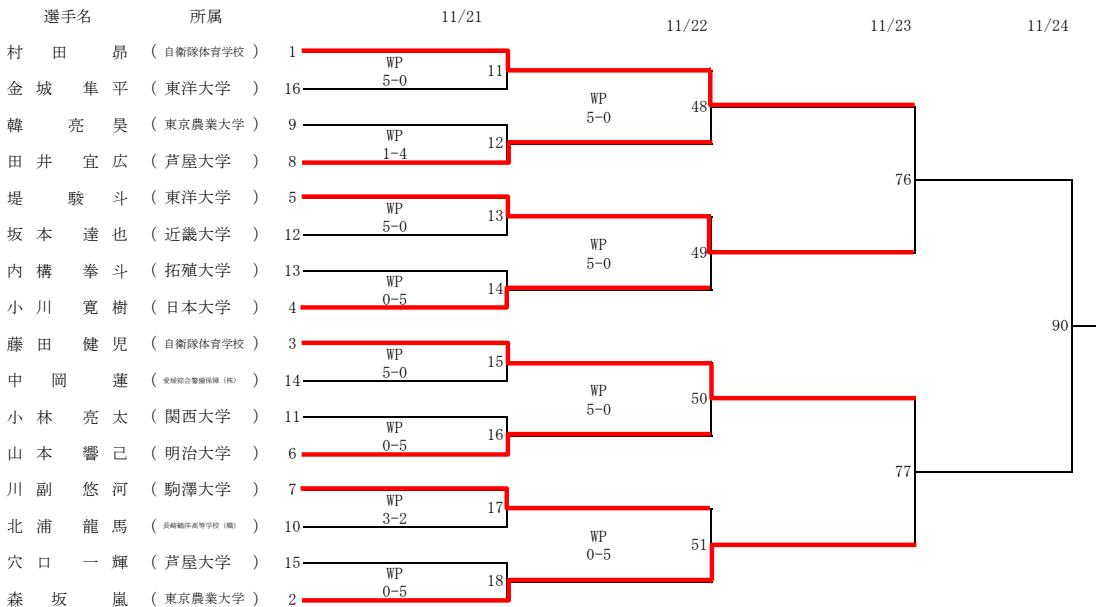 選手名 所属 11/21 11/22 11/23 11/24
村田 昴 ( 自衛隊体育学校 ) 1
WP
5-0
11
金城 隼平 ( 東洋大学 ) 16
WP
5-0
48
韓 亮昊 ( 東京農業大学 ) 9
WP
1-4
12
田井 宜広 ( 芦屋大学 ) 8
76
堤 駿斗 ( 東洋大学 ) 5
WP
5-0
13
坂本 達也 ( 近畿大学 ) 12
WP
5-0
49
内構 拳斗 ( 拓殖大学 ) 13
WP
0-5
14
小川 寛樹 ( 日本大学 ) 4
90
藤田 健児 ( 自衛隊体育学校 ) 3
WP
5-0
15
中岡 蓮 ( 愛媛綜合警備保障（株） ) 14
WP
5-0
50
小林 亮太 ( 関西大学 ) 11
WP
0-5
16
山本 響己 ( 明治大学 ) 6
77
川副 悠河 ( 駒澤大学 ) 7
WP
3-2
17
北浦 龍馬 ( 長崎鶴洋高等学校（職） ) 10
WP
0-5
51
穴口 一輝 ( 芦屋大学 ) 15
WP
0-5
18
森坂 嵐 ( 東京農業大学 ) 2